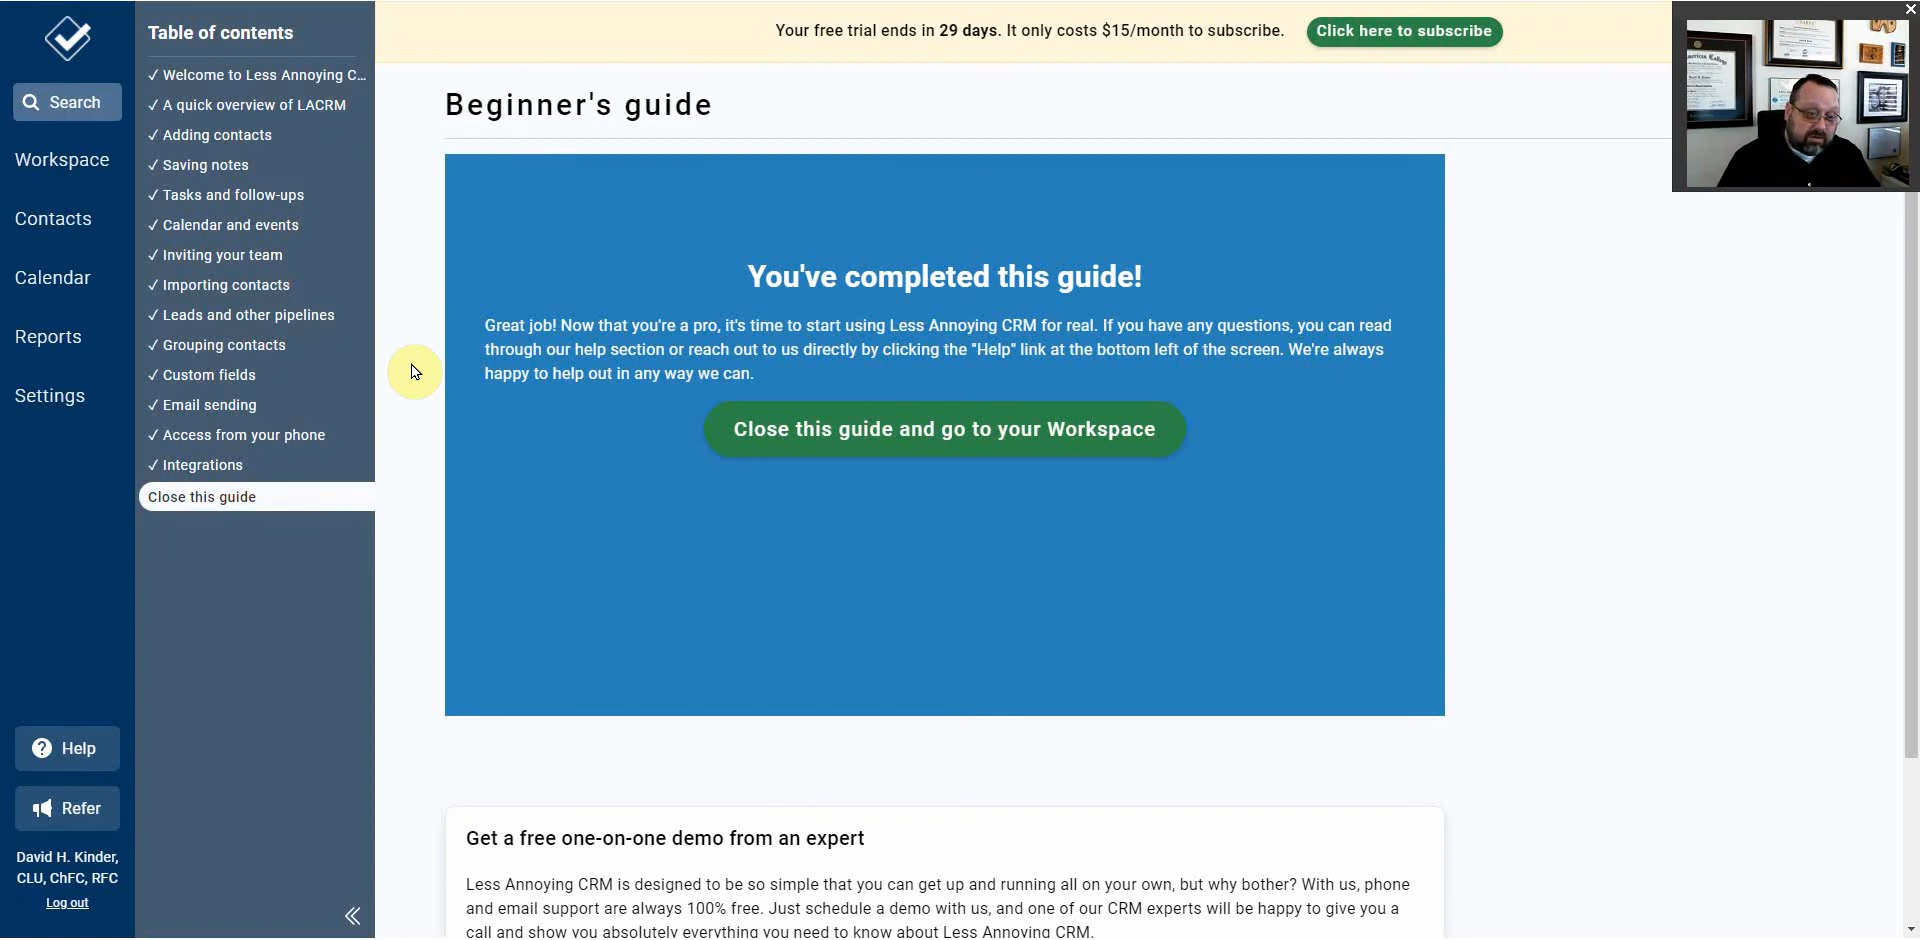 Table of contents
✓ Welcome to Less Annoying C...
✓ A quick overview of LACRM
✓ Adding contacts
✓ Saving notes
✓ Tasks and follow-ups
✓ Calendar and events
✓ Inviting your team
✓ Importing contacts
✓ Leads and other pipelines
✓ Grouping contacts
✓ Custom fields
✓ Email sending
✓ Access from your phone
✓ Integrations
Close this guide
Search
Workspace
Contacts
Calendar
Reports
Settings
Help
Refer
David H. Kinder,
CLU, ChFC, RFC
Log out
Your free trial ends in 29 days. It only costs $15/month to subscribe.
Click here to subscribe
Beginner's guide
You've completed this guide!
Great job! Now that you're a pro, it's time to start using Less Annoying CRM for real. If you have any questions, you can read
through our help section or reach out to us directly by clicking the "Help" link at the bottom left of the screen. We're always
happy to help out in any way we can.
Close this guide and go to your Workspace
Get a free one-on-one demo from an expert
Less Annoying CRM is designed to be so simple that you can get up and running all on your own, but why bother? With us, phone
and email support are always 100% free. Just schedule a demo with us, and one of our CRM experts will be happy to give you a
call and show you absolutely everything you need to know about Less Annoying CRM.